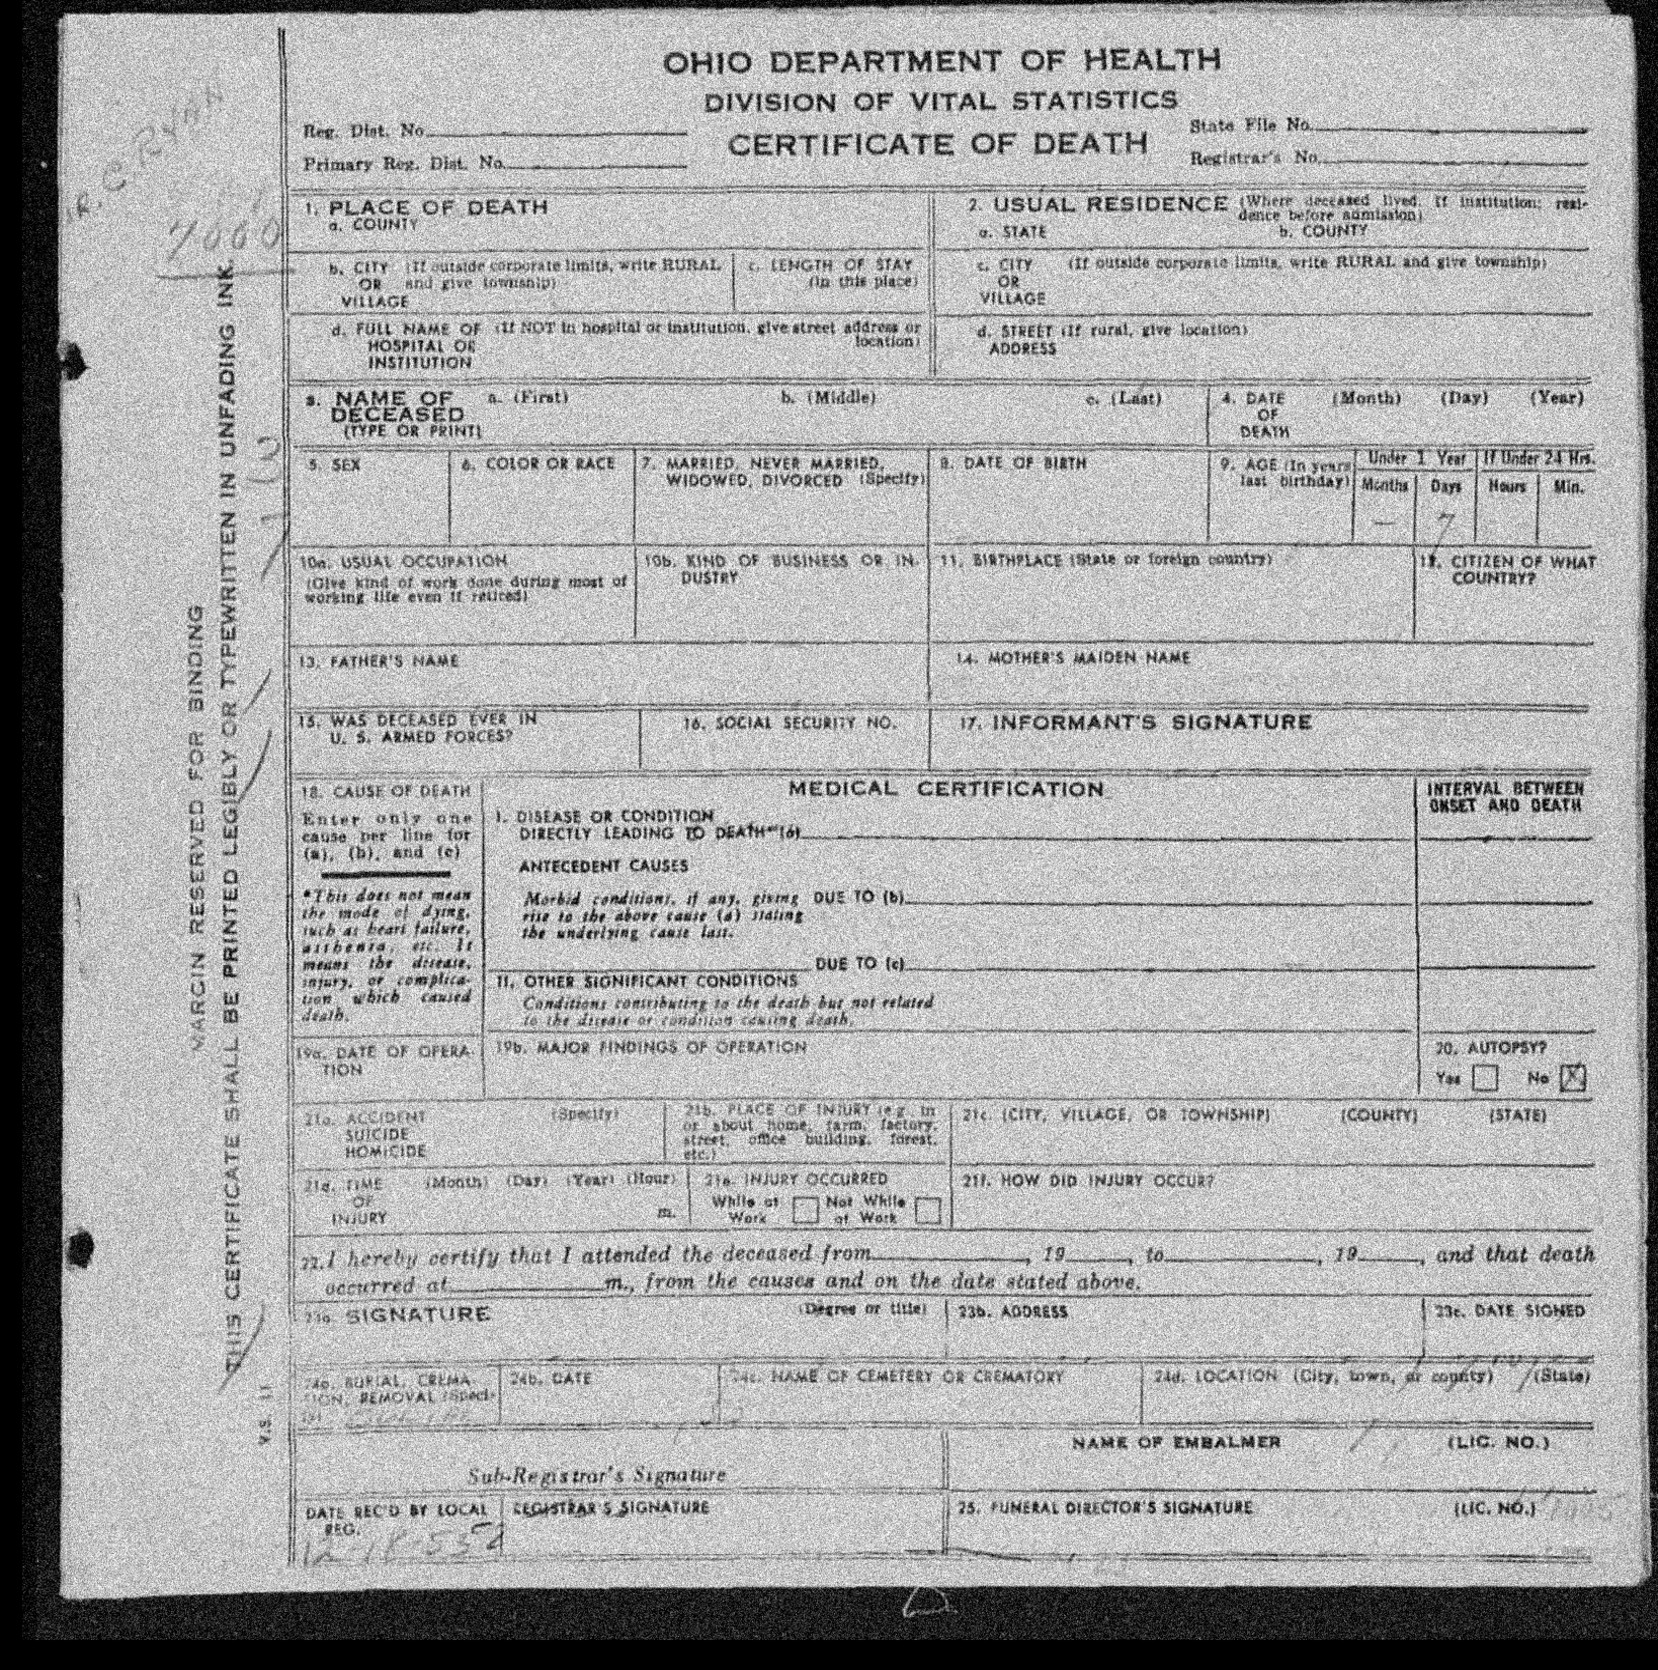 OHIO DEPARTMENT OF HEALTH
DIVISION OF VITAL STATISTICS
CERTIFICATE OF DEATH
Reg. Dist. No.
Primary Reg. Dist. No.
State File No.
Registrar's No.
R. C. RYAN
7000
1. PLACE OF DEATH
a. COUNTY
2. USUAL RESIDENCE (Where deceased lived. If institution: resi-
dence before admission)
a. STATE b. COUNTY
b. CITY (If outside corporate limits, write RURAL
OR and give township)
VILLAGE
c. LENGTH OF STAY
(in this place)
c. CITY (If outside corporate limits, write RURAL and give township)
OR
VILLAGE
d. FULL NAME OF (If NOT in hospital or institution, give street address or
HOSPITAL OR location)
INSTITUTION
d. STREET (If rural, give location)
ADDRESS
3. NAME OF a. (First) b. (Middle) c. (Last)
DECEASED
(TYPE OR PRINT)
4. DATE (Month) (Day) (Year)
OF
DEATH
5. SEX
6. COLOR OR RACE
7. MARRIED, NEVER MARRIED,
WIDOWED, DIVORCED (Specify)
8. DATE OF BIRTH
9. AGE (In years
last birthday)
Under 1 Year
Months Days
— 7
If Under 24 Hrs.
Hours Min.
10a. USUAL OCCUPATION
(Give kind of work done during most of
working life even if retired)
10b. KIND OF BUSINESS OR IN-
DUSTRY
11. BIRTHPLACE (State or foreign country)
12. CITIZEN OF WHAT
COUNTRY?
13. FATHER'S NAME
14. MOTHER'S MAIDEN NAME
15. WAS DECEASED EVER IN
U. S. ARMED FORCES?
16. SOCIAL SECURITY NO.
17. INFORMANT'S SIGNATURE
18. CAUSE OF DEATH
Enter only one
cause per line for
(a), (b), and (c)
*This does not mean
the mode of dying,
such as heart failure,
asthenia, etc. It
means the disease,
injury, or complica-
tion which caused
death.
MEDICAL CERTIFICATION
I. DISEASE OR CONDITION
DIRECTLY LEADING TO DEATH* (a)
ANTECEDENT CAUSES
Morbid conditions, if any, giving DUE TO (b)
rise to the above cause (a) stating
the underlying cause last.
DUE TO (c)
II. OTHER SIGNIFICANT CONDITIONS
Conditions contributing to the death but not related
to the disease or condition causing death.
INTERVAL BETWEEN
ONSET AND DEATH
19a. DATE OF OPERA-
TION
19b. MAJOR FINDINGS OF OPERATION
20. AUTOPSY?
Yes No X
21a. ACCIDENT (Specify)
SUICIDE
HOMICIDE
21b. PLACE OF INJURY (e.g., in
or about home, farm, factory,
street, office building, forest,
etc.)
21c. (CITY, VILLAGE, OR TOWNSHIP) (COUNTY) (STATE)
21d. TIME (Month) (Day) (Year) (Hour)
OF
INJURY m.
21e. INJURY OCCURRED
While at Not While
Work at Work
21f. HOW DID INJURY OCCUR?
22. I hereby certify that I attended the deceased from , 19 , to , 19 , and that death
occurred at m., from the causes and on the date stated above.
23a. SIGNATURE (Degree or title)
23b. ADDRESS
23c. DATE SIGNED
24a. BURIAL, CREMA-
TION, REMOVAL (Speci-
fy)
24b. DATE
24c. NAME OF CEMETERY OR CREMATORY
24d. LOCATION (City, town, or county) (State)
Sub-Registrar's Signature
NAME OF EMBALMER (LIC. NO.)
DATE REC'D BY LOCAL
REG.
12-18-53
REGISTRAR'S SIGNATURE
25. FUNERAL DIRECTOR'S SIGNATURE (LIC. NO.)
MARGIN RESERVED FOR BINDING
THIS CERTIFICATE SHALL BE PRINTED LEGIBLY OR TYPEWRITTEN IN UNFADING INK.
V.S. 11